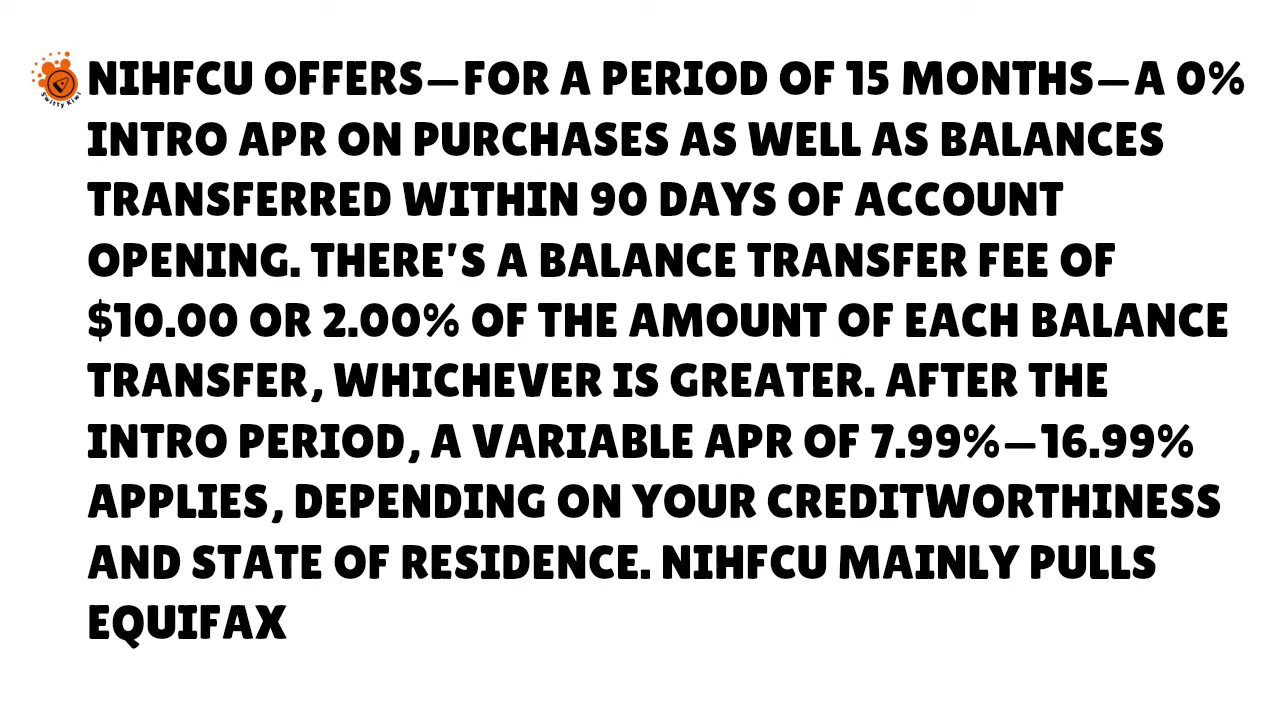 NIHFCU OFFERS—FOR A PERIOD OF 15 MONTHS—A 0%
INTRO APR ON PURCHASES AS WELL AS BALANCES
TRANSFERRED WITHIN 90 DAYS OF ACCOUNT
OPENING. THERE'S A BALANCE TRANSFER FEE OF
$10.00 OR 2.00% OF THE AMOUNT OF EACH BALANCE
TRANSFER, WHICHEVER IS GREATER. AFTER THE
INTRO PERIOD, A VARIABLE APR OF 7.99%—16.99%
APPLIES, DEPENDING ON YOUR CREDITWORTHINESS
AND STATE OF RESIDENCE. NIHFCU MAINLY PULLS
EQUIFAX
Switty Kiwi